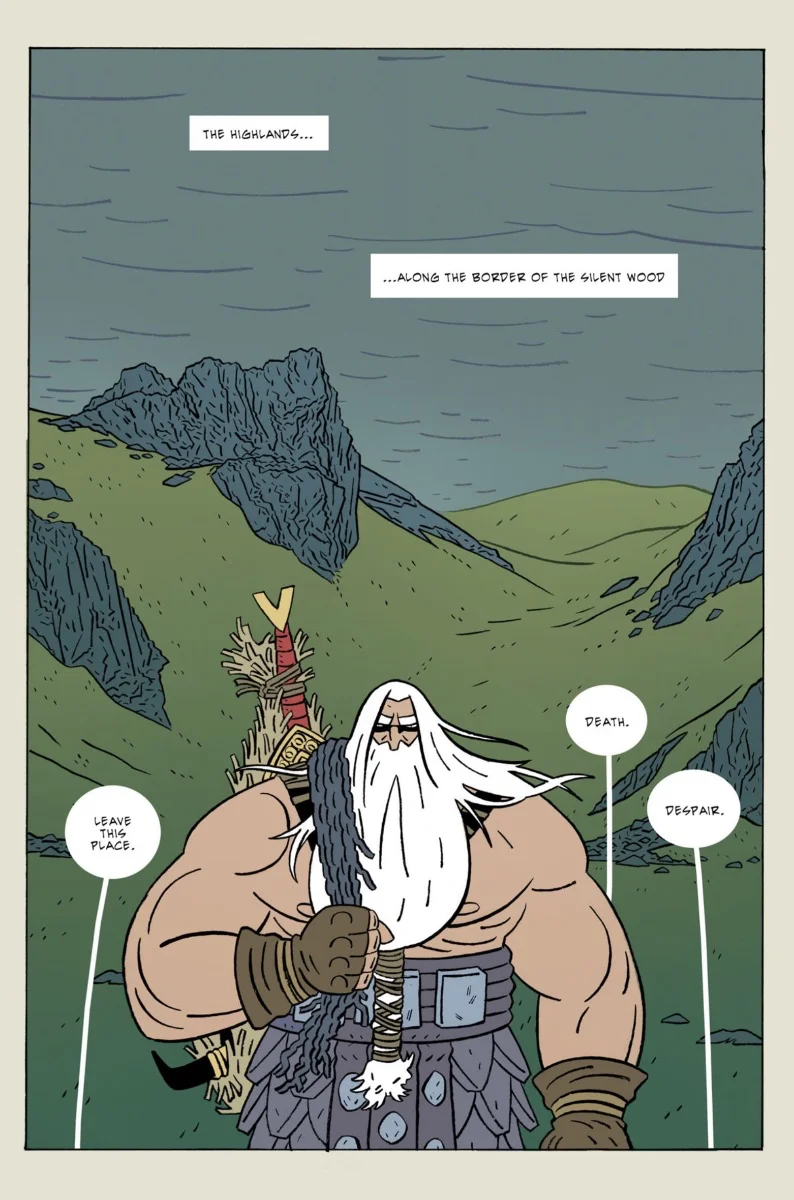 THE HIGHLANDS...
...ALONG THE BORDER OF THE SILENT WOOD
DEATH.
LEAVE
THIS
PLACE.
DESPAIR.